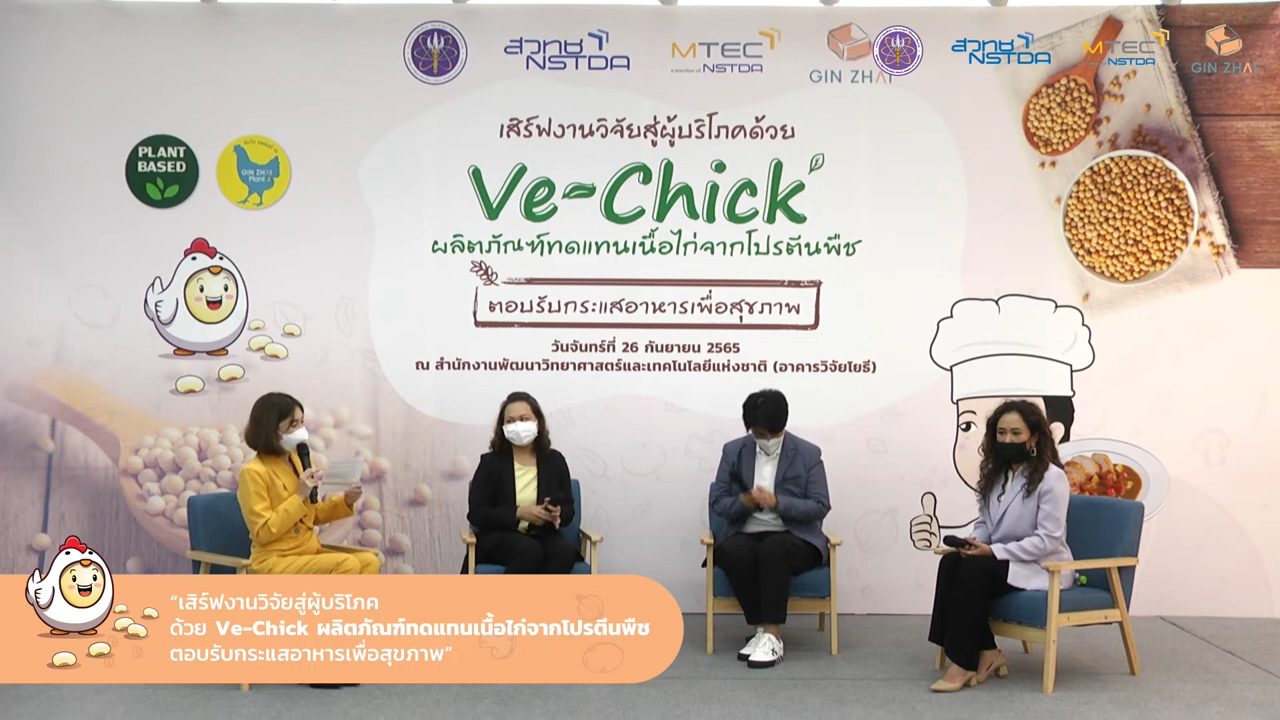 สวทช
NSTDA
MTEC
a member of NSTDA
GIN ZHAI
สวทช
NSTDA
MTEC
NSTDA
GIN ZHAI
PLANT
BASED
GIN ZHAI
Plant J
เสิร์ฟงานวิจัยสู่ผู้บริโภคด้วย
Ve-Chick
ผลิตภัณฑ์ทดแทนเนื้อไก่จากโปรตีนพืช
ตอบรับกระแสอาหารเพื่อสุขภาพ
วันจันทร์ที่ 26 กันยายน 2565
ณ สำนักงานพัฒนาวิทยาศาสตร์และเทคโนโลยีแห่งชาติ (อาคารวิจัยโยธี)
“เสิร์ฟงานวิจัยสู่ผู้บริโภค
ด้วย Ve-Chick ผลิตภัณฑ์ทดแทนเนื้อไก่จากโปรตีนพืช
ตอบรับกระแสอาหารเพื่อสุขภาพ”